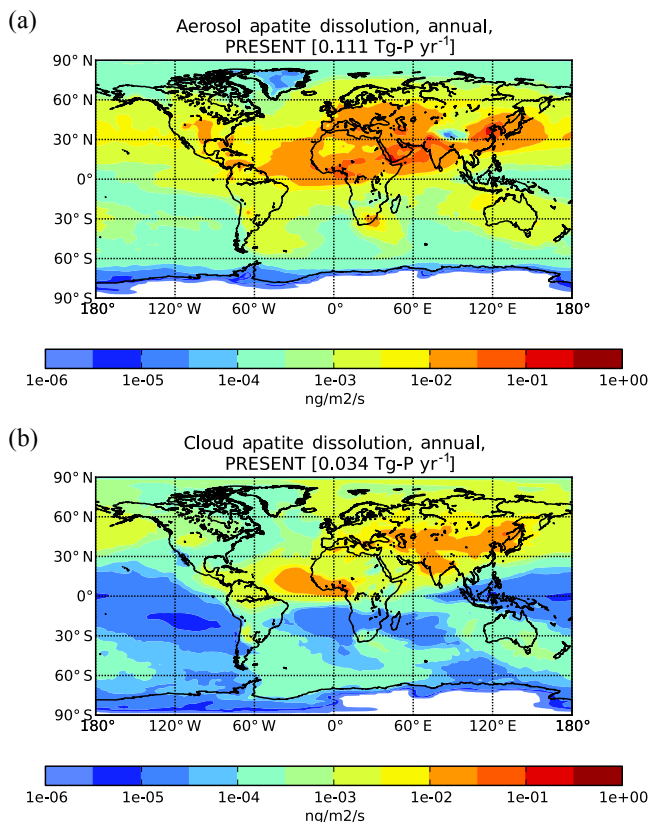 (a)
Aerosol apatite dissolution, annual,
PRESENT [0.111 Tg-P yr⁻¹]
90° N
60° N
30° N
0°
30° S
60° S
90° S
180° 120° W 60° W 0° 60° E 120° E 180°
1e-06 1e-05 1e-04 1e-03 1e-02 1e-01 1e+00
ng/m2/s
(b)
Cloud apatite dissolution, annual,
PRESENT [0.034 Tg-P yr⁻¹]
90° N
60° N
30° N
0°
30° S
60° S
90° S
180° 120° W 60° W 0° 60° E 120° E 180°
1e-06 1e-05 1e-04 1e-03 1e-02 1e-01 1e+00
ng/m2/s